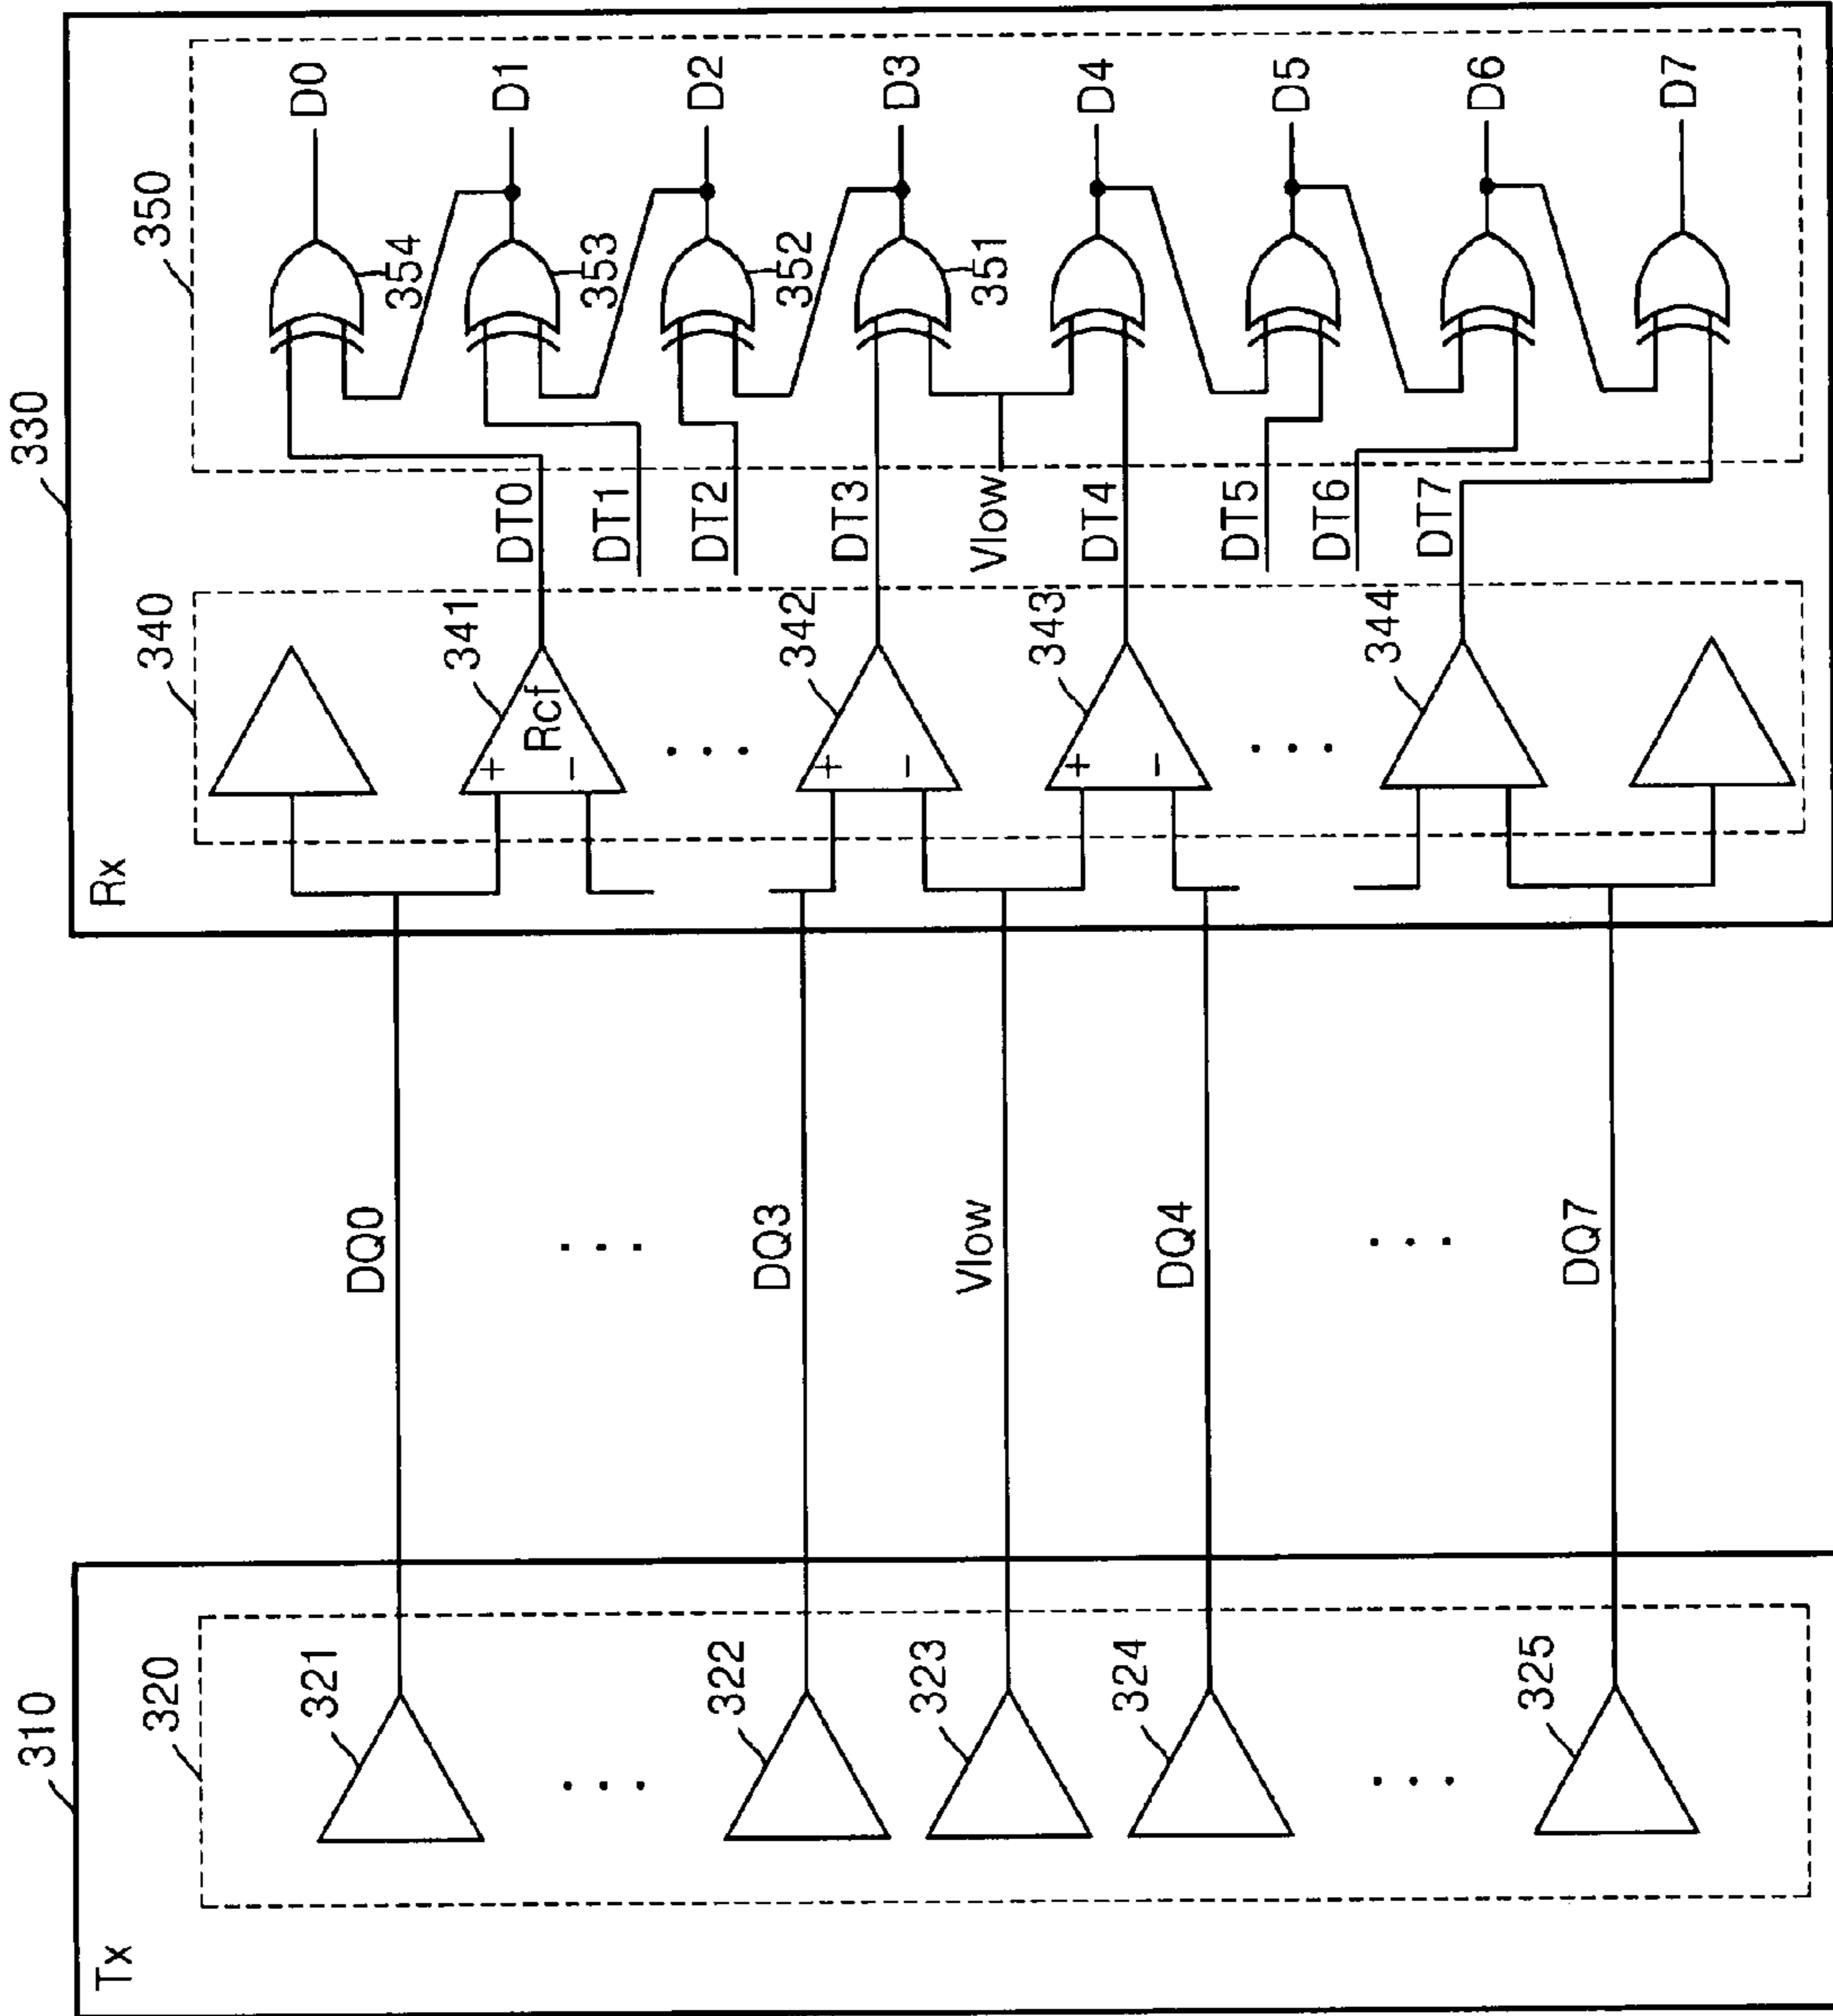 330
Rx
340
350
341
Rcf
+
−
342
+
−
343
+
−
344
DT0
DT1
DT2
DT3
Vlow
DT4
DT5
DT6
DT7
354
353
352
351
D0
D1
D2
D3
D4
D5
D6
D7
DQ0
...
DQ3
Vlow
DQ4
...
DQ7
310
Tx
320
321
322
323
324
325